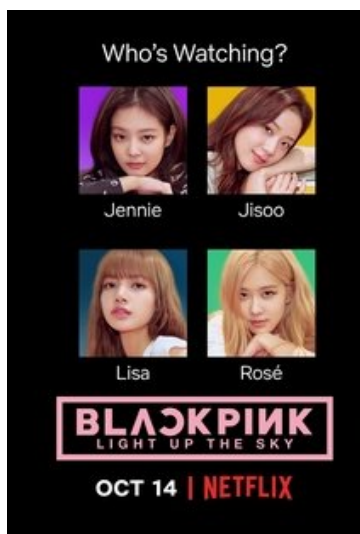 Who's Watching?
Jennie Jisoo
Lisa Rosé
BLACKPINK
LIGHT UP THE SKY
OCT 14 | NETFLIX